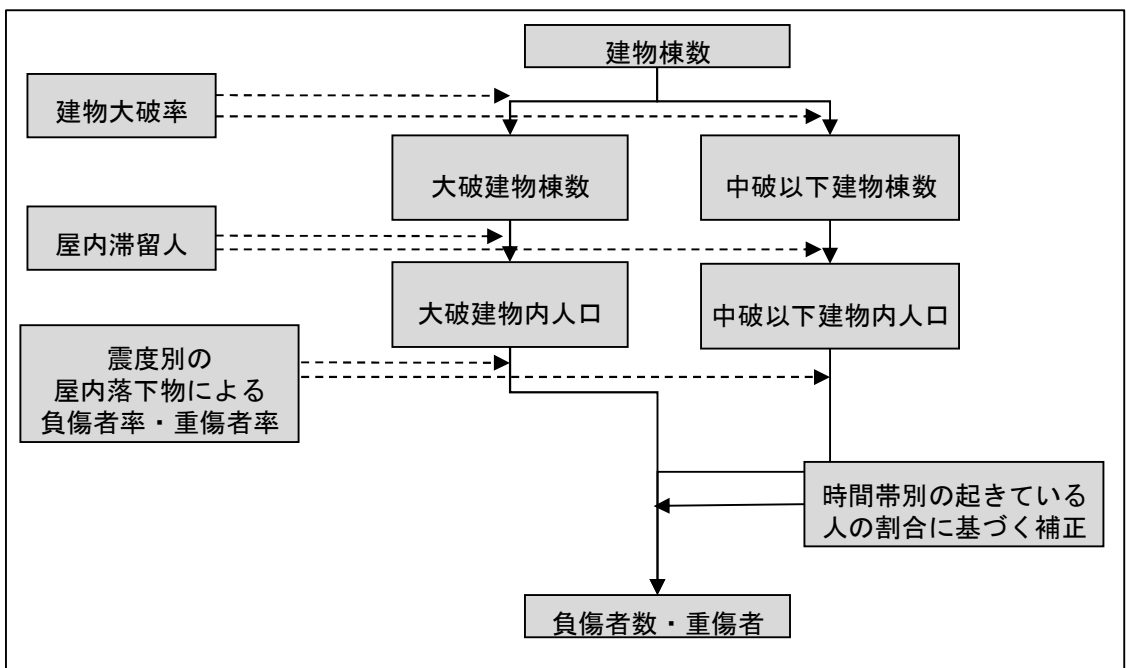 建物棟数
建物大破率
大破建物棟数
中破以下建物棟数
屋内滞留人
大破建物内人口
中破以下建物内人口
震度別の
屋内落下物による
負傷者率・重傷者率
時間帯別の起きている
人の割合に基づく補正
負傷者数・重傷者